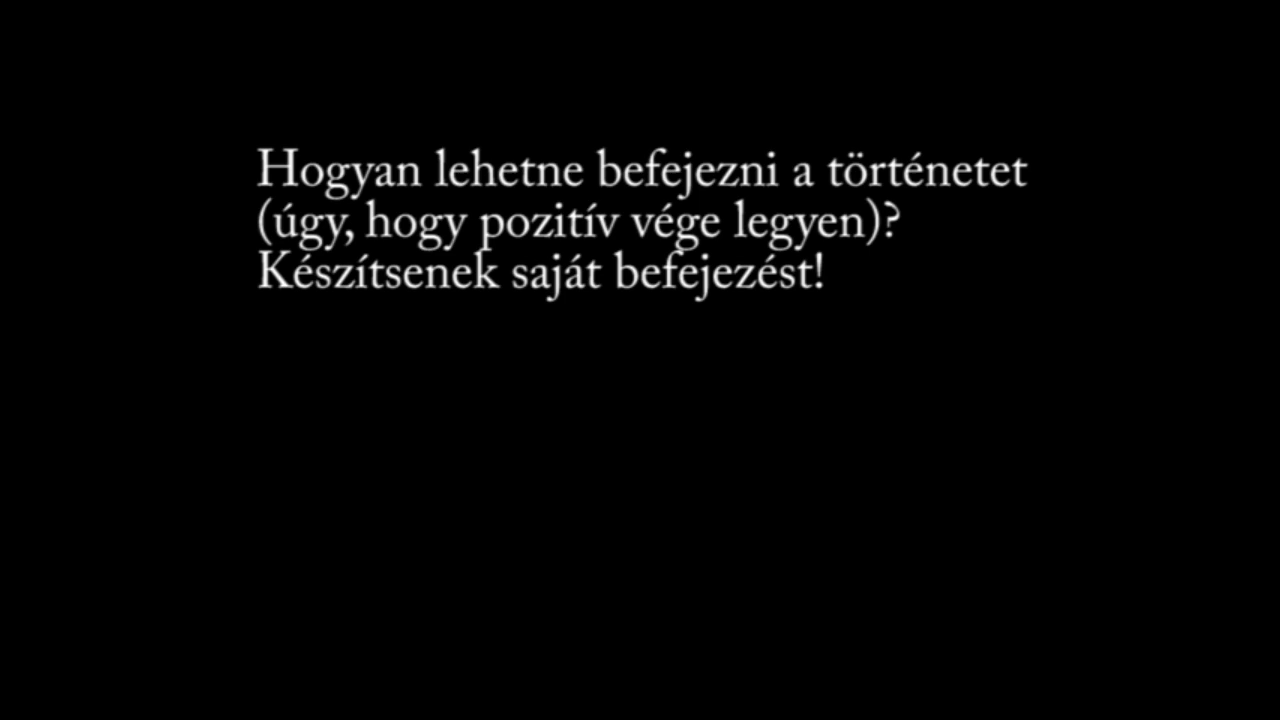 Hogyan lehetne befejezni a történetet
(úgy, hogy pozitív vége legyen)?
Készítsenek saját befejezést!